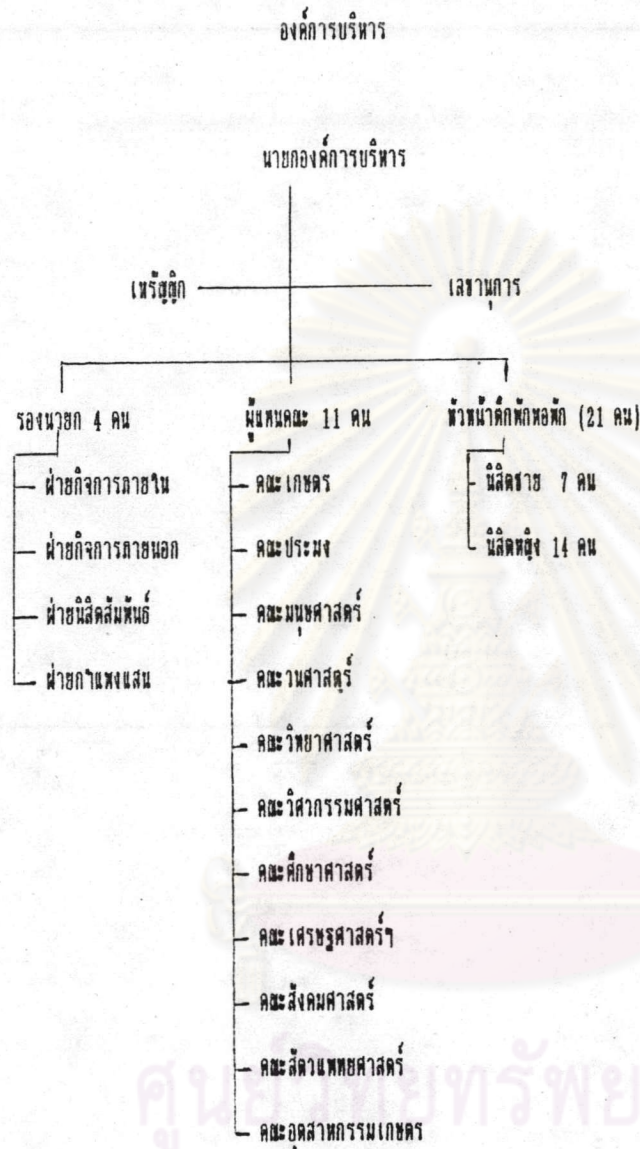 องค์การบริหาร
นายกองค์การบริหาร
เหรัญญิก
เลขานุการ
รองนายก 4 คน
ผู้แทนคณะ 11 คน
หัวหน้าตึกพักหอพัก (21 คน)
ฝ่ายกิจการภายใน
คณะเกษตร
นิสิตชาย 7 คน
ฝ่ายกิจการภายนอก
คณะประมง
นิสิตหญิง 14 คน
ฝ่ายนิสิตสัมพันธ์
คณะมนุษศาสตร์
ฝ่ายกำแพงแสน
คณะวนศาสตร์
คณะวิทยาศาสตร์
คณะวิศวกรรมศาสตร์
คณะศึกษาศาสตร์
คณะเศรษฐศาสตร์ฯ
คณะสังคมศาสตร์
คณะสัตวแพทยศาสตร์
คณะอุตสาหกรรมเกษตร
ศูนย์วิทยทรัพย